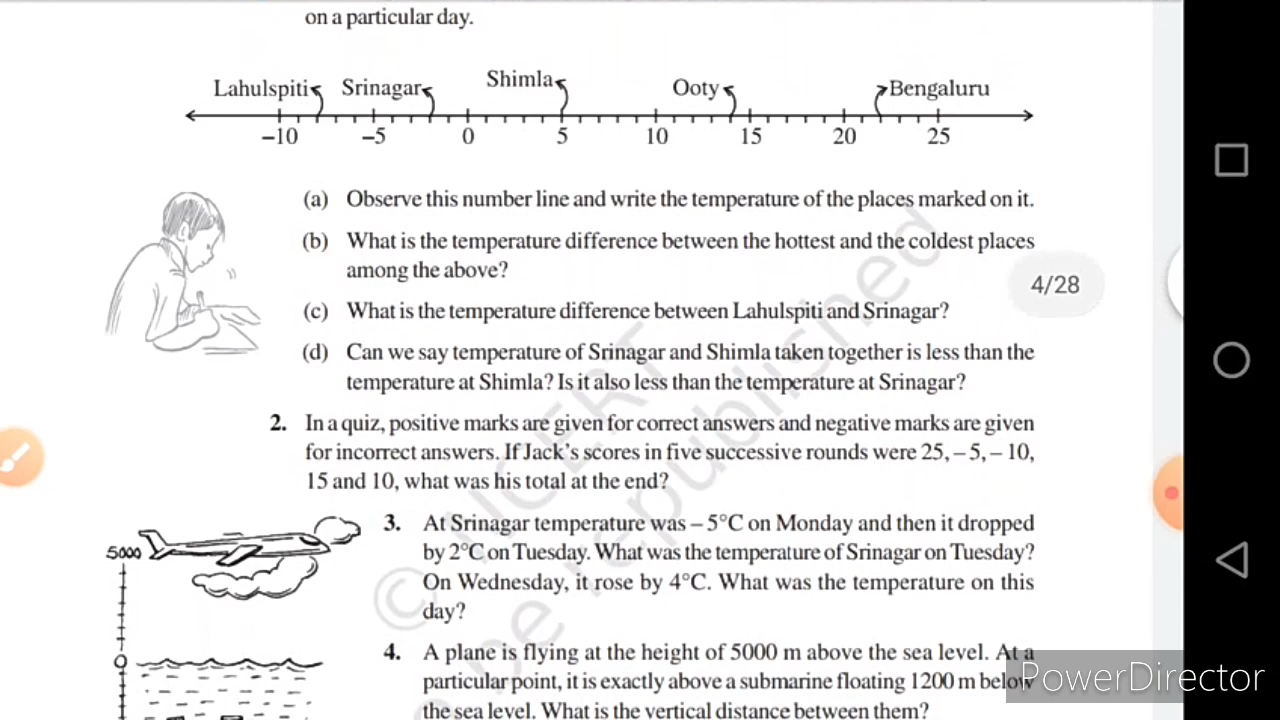 on a particular day.
Lahulspiti Srinagar Shimla Ooty Bengaluru
–10 –5 0 5 10 15 20 25
(a) Observe this number line and write the temperature of the places marked on it.
(b) What is the temperature difference between the hottest and the coldest places
among the above?
4/28
(c) What is the temperature difference between Lahulspiti and Srinagar?
(d) Can we say temperature of Srinagar and Shimla taken together is less than the
temperature at Shimla? Is it also less than the temperature at Srinagar?
2. In a quiz, positive marks are given for correct answers and negative marks are given
for incorrect answers. If Jack's scores in five successive rounds were 25, – 5, – 10,
15 and 10, what was his total at the end?
3. At Srinagar temperature was – 5°C on Monday and then it dropped
by 2°C on Tuesday. What was the temperature of Srinagar on Tuesday?
On Wednesday, it rose by 4°C. What was the temperature on this
day?
5000
0
4. A plane is flying at the height of 5000 m above the sea level. At a
particular point, it is exactly above a submarine floating 1200 m below
the sea level. What is the vertical distance between them?
PowerDirector
© NCERT
be republished